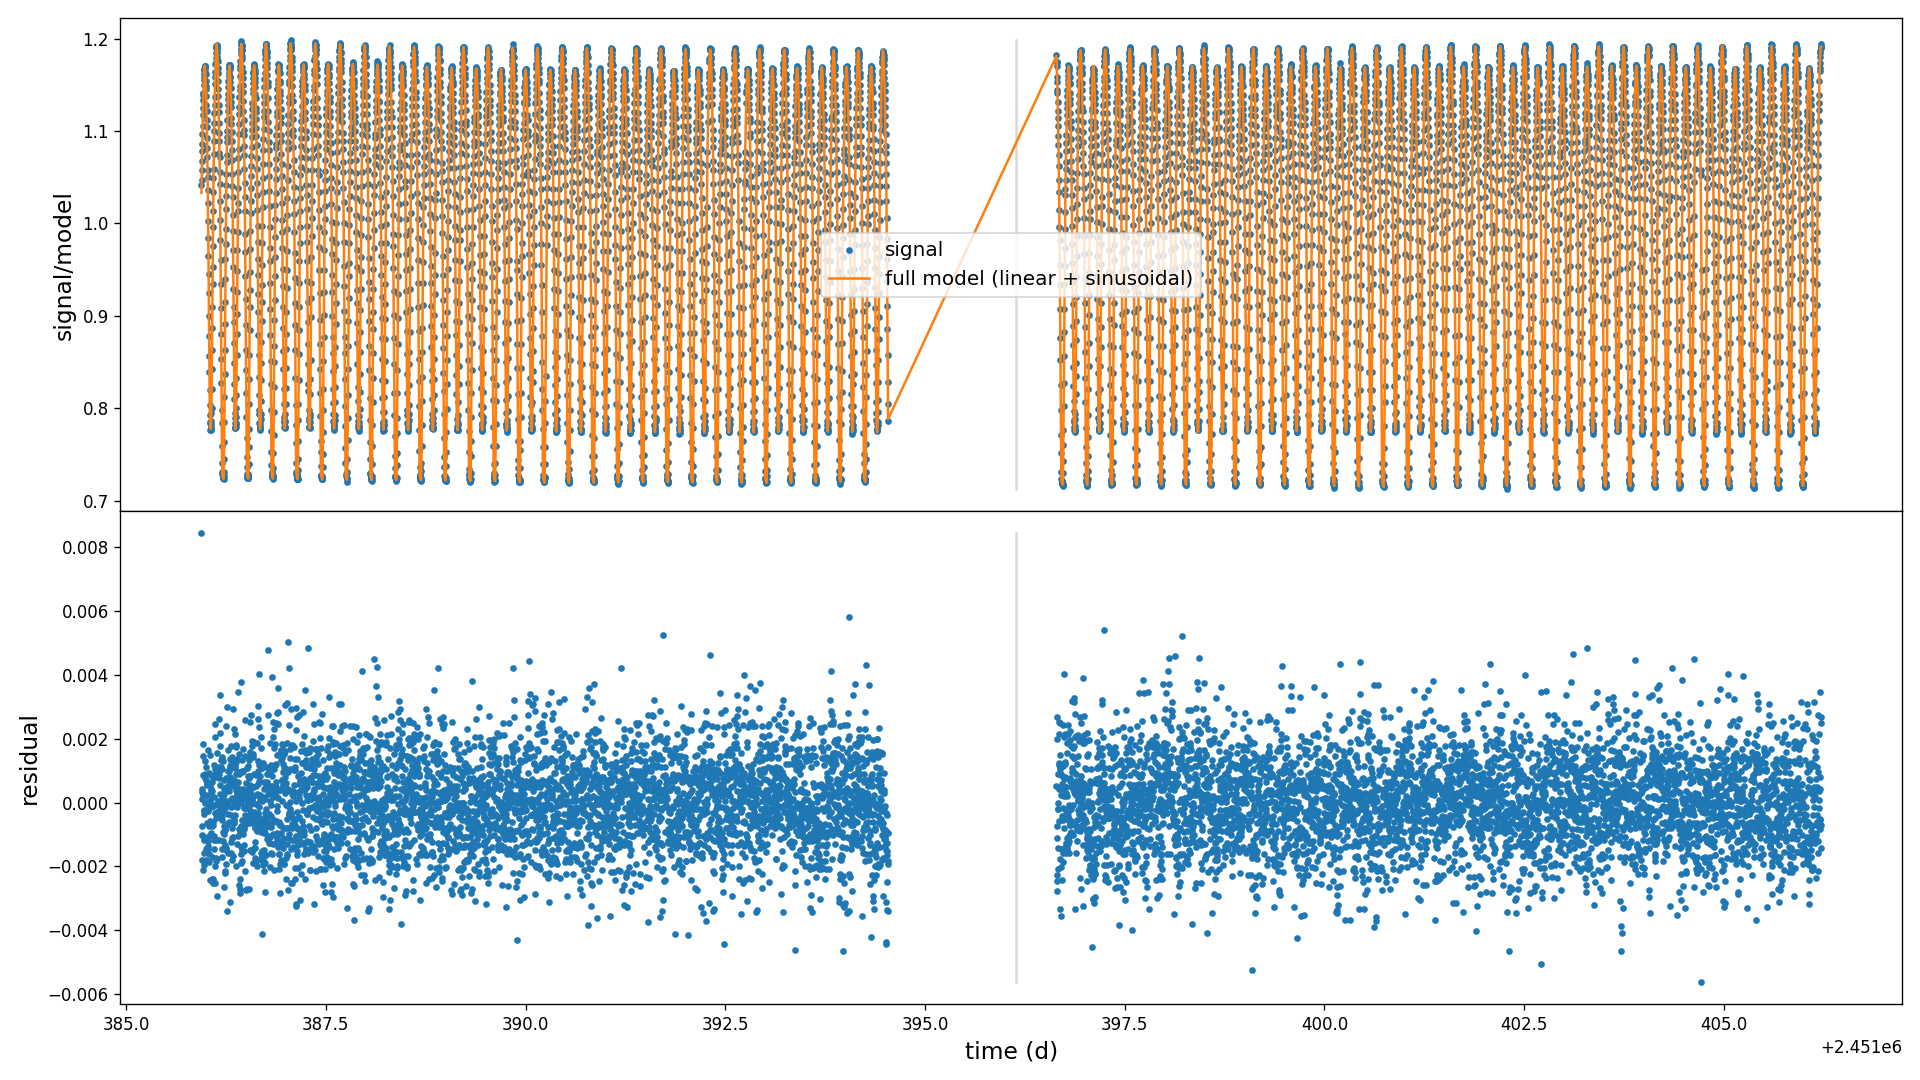 1.2
1.1
1.0
0.9
0.8
0.7
signal/model
signal
full model (linear + sinusoidal)
0.008
0.006
0.004
0.002
0.000
−0.002
−0.004
−0.006
residual
385.0 387.5 390.0 392.5 395.0 397.5 400.0 402.5 405.0
+2.451e6
time (d)